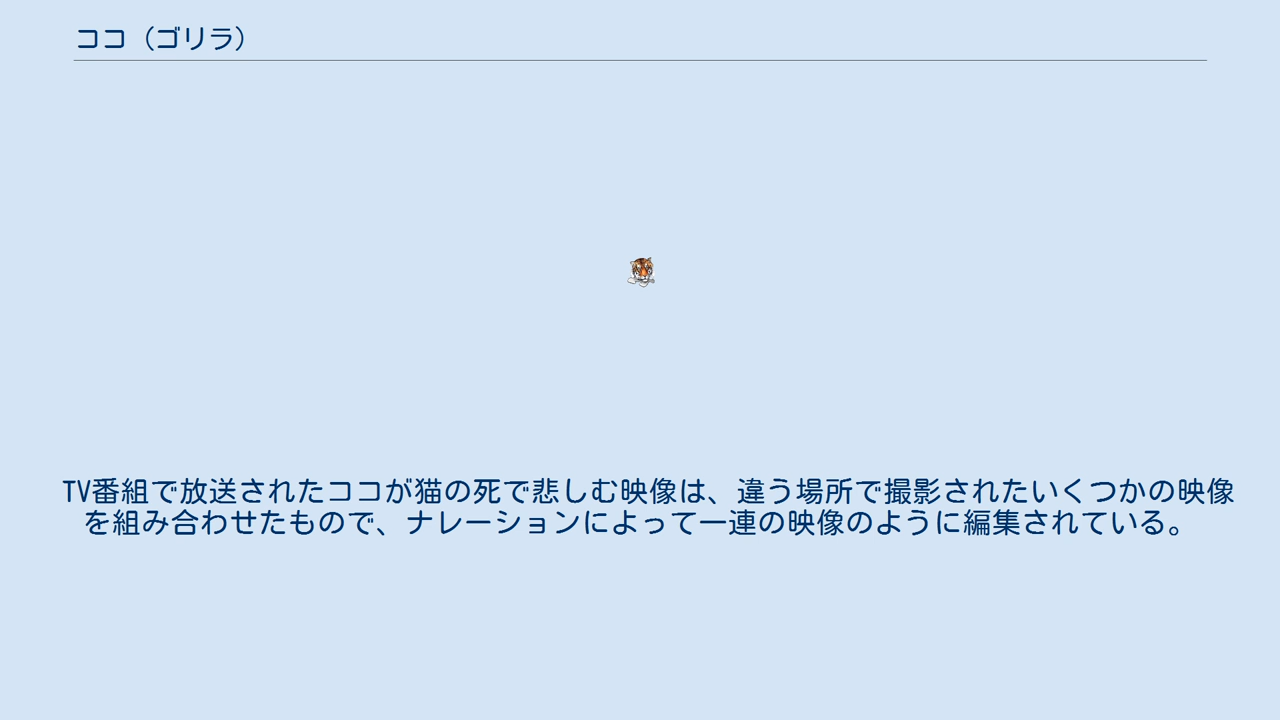 ココ（ゴリラ）
TV番組で放送されたココが猫の死で悲しむ映像は、違う場所で撮影されたいくつかの映像
を組み合わせたもので、ナレーションによって一連の映像のように編集されている。